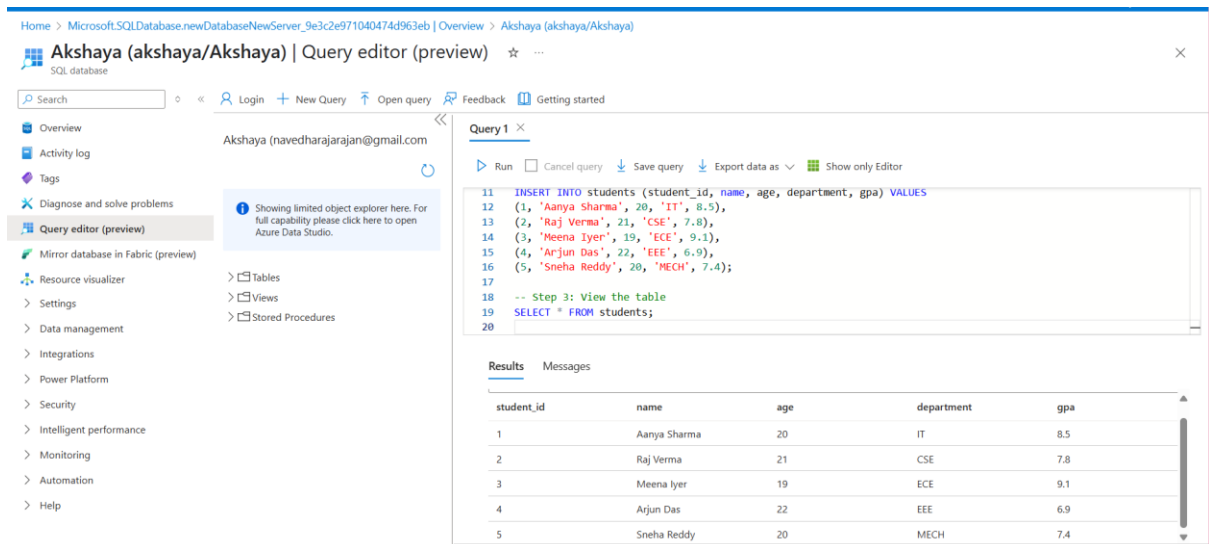 Home > Microsoft.SQLDatabase.newDatabaseNewServer_9e3c2e971040474d963eb | Overview > Akshaya (akshaya/Akshaya)
Akshaya (akshaya/Akshaya) | Query editor (preview)
SQL database
Search
Login
New Query
Open query
Feedback
Getting started
Overview
Activity log
Tags
Diagnose and solve problems
Query editor (preview)
Mirror database in Fabric (preview)
Resource visualizer
Settings
Data management
Integrations
Power Platform
Security
Intelligent performance
Monitoring
Automation
Help
Akshaya (navedharajarajan@gmail.com
Showing limited object explorer here. For
full capability please click here to open
Azure Data Studio.
Tables
Views
Stored Procedures
Query 1
Run Cancel query Save query Export data as Show only Editor
11 INSERT INTO students (student_id, name, age, department, gpa) VALUES
12 (1, 'Aanya Sharma', 20, 'IT', 8.5),
13 (2, 'Raj Verma', 21, 'CSE', 7.8),
14 (3, 'Meena Iyer', 19, 'ECE', 9.1),
15 (4, 'Arjun Das', 22, 'EEE', 6.9),
16 (5, 'Sneha Reddy', 20, 'MECH', 7.4);
17
18 -- Step 3: View the table
19 SELECT * FROM students;
20
Results Messages
student_id name age department gpa
1 Aanya Sharma 20 IT 8.5
2 Raj Verma 21 CSE 7.8
3 Meena Iyer 19 ECE 9.1
4 Arjun Das 22 EEE 6.9
5 Sneha Reddy 20 MECH 7.4